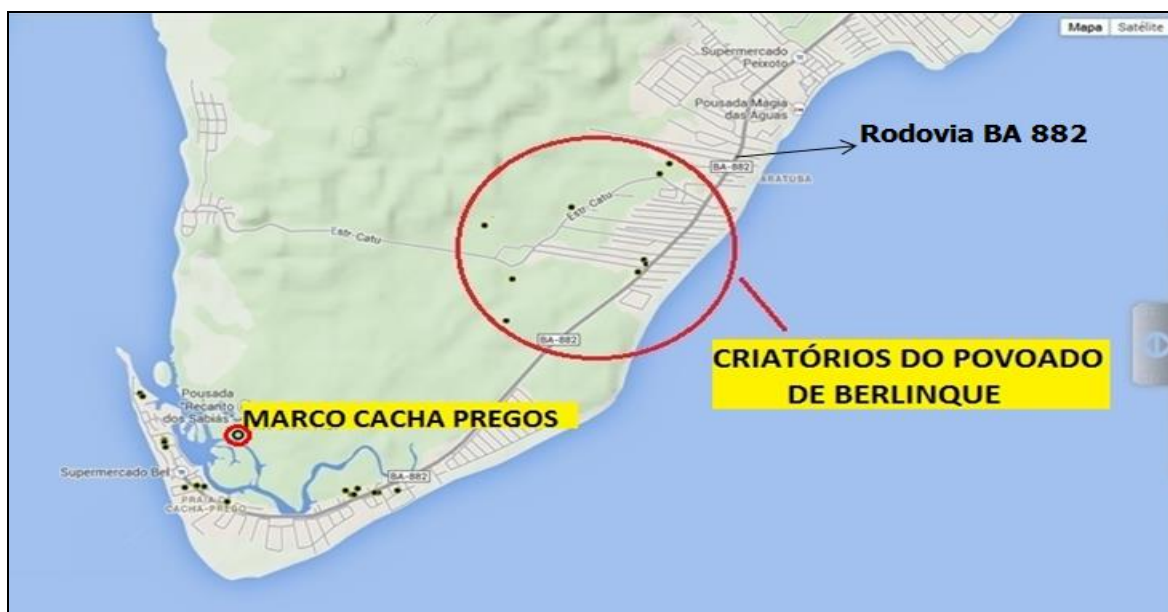 Mapa Satélite
Supermercado
Peixoto
Pousada Magia
das Águas
Rodovia BA 882
BA-882
ARATUBA
Estr. Catu
Estr. Catu
BA-882
CRIATÓRIOS DO POVOADO
DE BERLINQUE
Pousada
Recanto
dos Sabiás
MARCO CACHA PREGOS
Supermercado Bel
BA-882
PRAIA DE
CACHA-PREGO